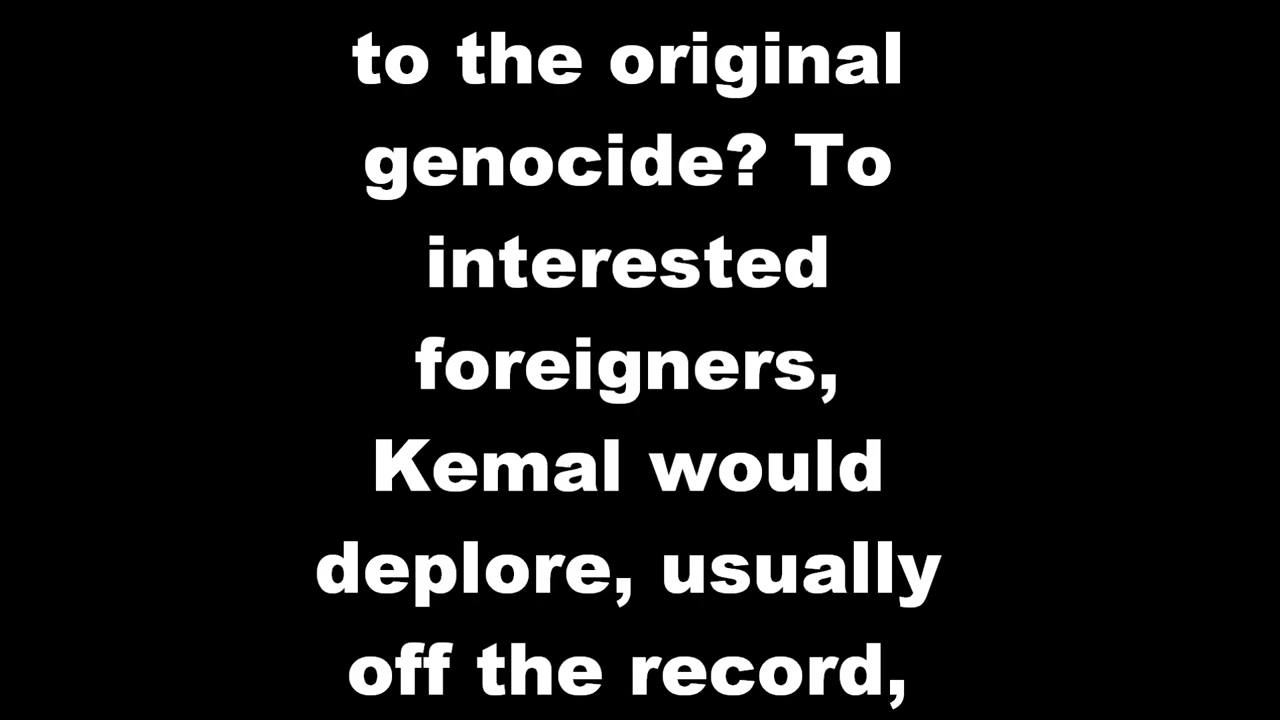 to the original
genocide? To
interested
foreigners,
Kemal would
deplore, usually
off the record,